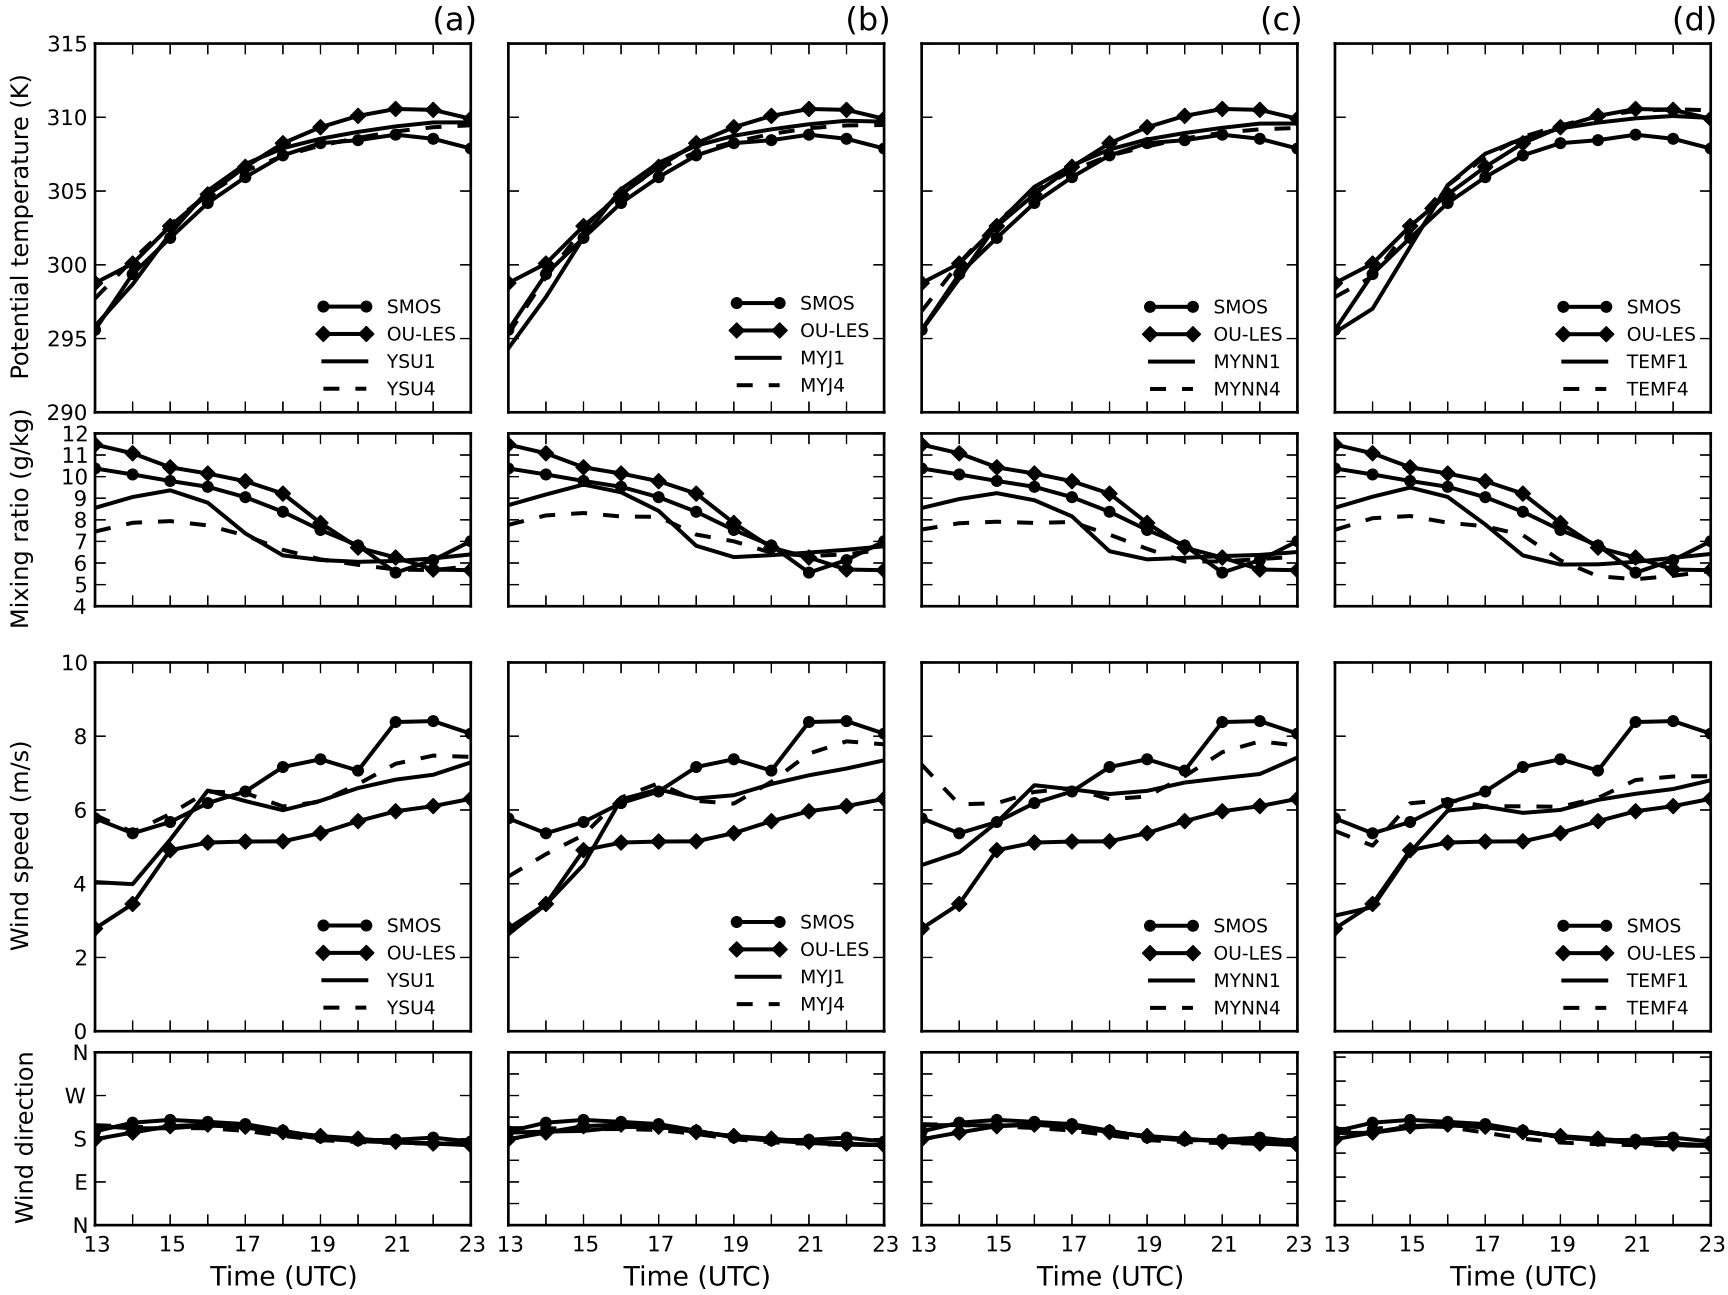 (a) (b) (c) (d)
Potential temperature (K)
315
310
305
300
295
290
SMOS
OU-LES
YSU1
YSU4
SMOS
OU-LES
MYJ1
MYJ4
SMOS
OU-LES
MYNN1
MYNN4
SMOS
OU-LES
TEMF1
TEMF4
Mixing ratio (g/kg)
12
11
10
9
8
7
6
5
4
Wind speed (m/s)
10
8
6
4
2
0
SMOS
OU-LES
YSU1
YSU4
SMOS
OU-LES
MYJ1
MYJ4
SMOS
OU-LES
MYNN1
MYNN4
SMOS
OU-LES
TEMF1
TEMF4
Wind direction
N
W
S
E
N
13 15 17 19 21 23 13 15 17 19 21 23 13 15 17 19 21 23 13 15 17 19 21 23
Time (UTC) Time (UTC) Time (UTC) Time (UTC)